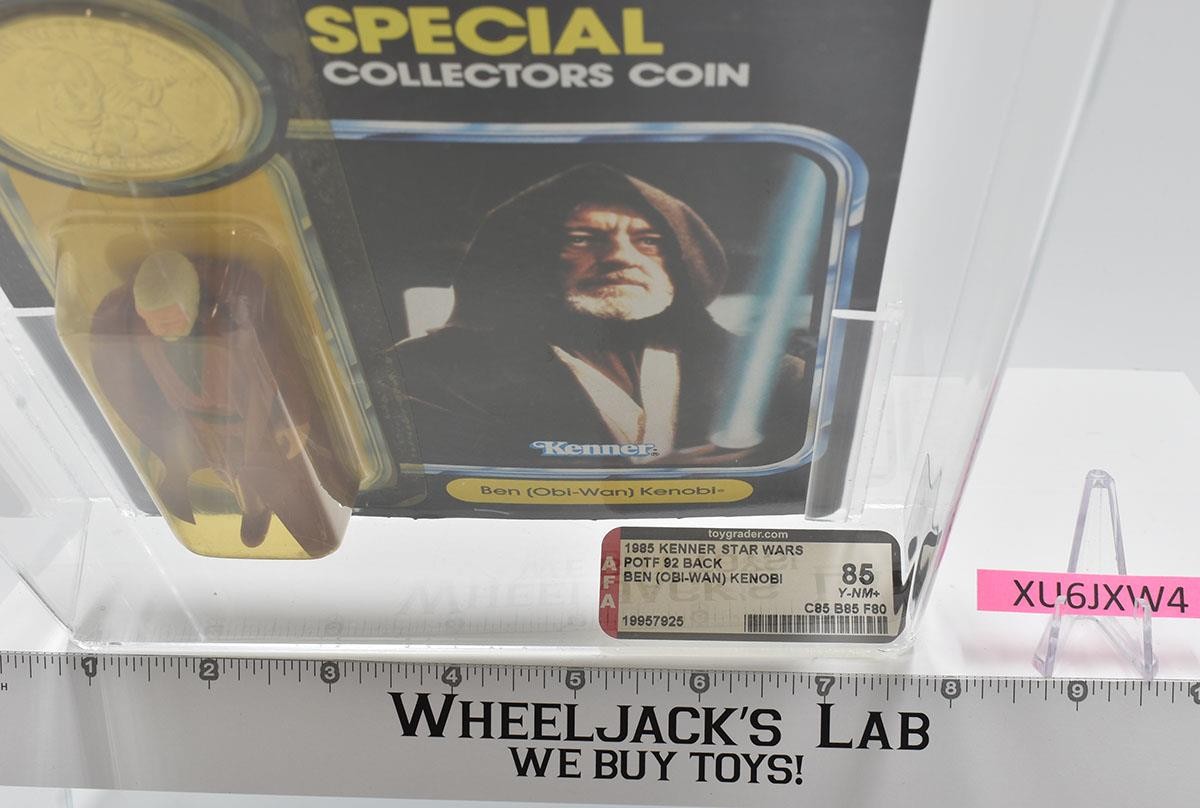 SPECIAL
COLLECTORS COIN
Kenner®
Ben (Obi-Wan) Kenobi
toygrader.com
AFA
1985 KENNER STAR WARS
POTF 92 BACK
BEN (OBI-WAN) KENOBI
85
Y-NM+
C85 B85 F80
19957925
XU6JXW4
1 2 3 4 5 6 7 8 9
WHEELJACK'S LAB
WE BUY TOYS!